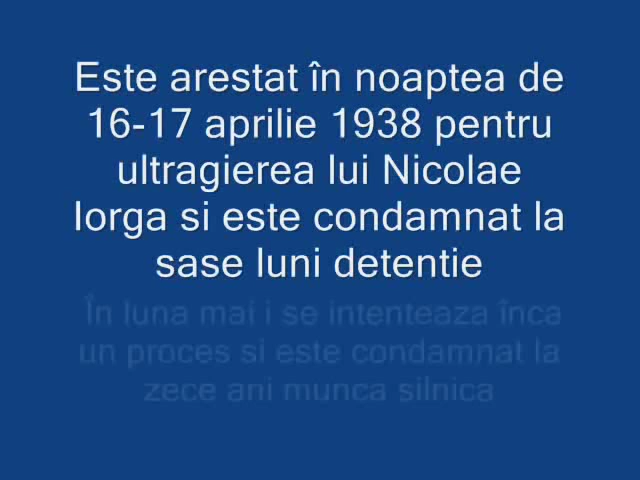 Este arestat în noaptea de
16-17 aprilie 1938 pentru
ultragierea lui Nicolae
Iorga si este condamnat la
sase luni detentie
În luna mai i se intenteaza înca
un proces si este condamnat la
zece ani munca silnica